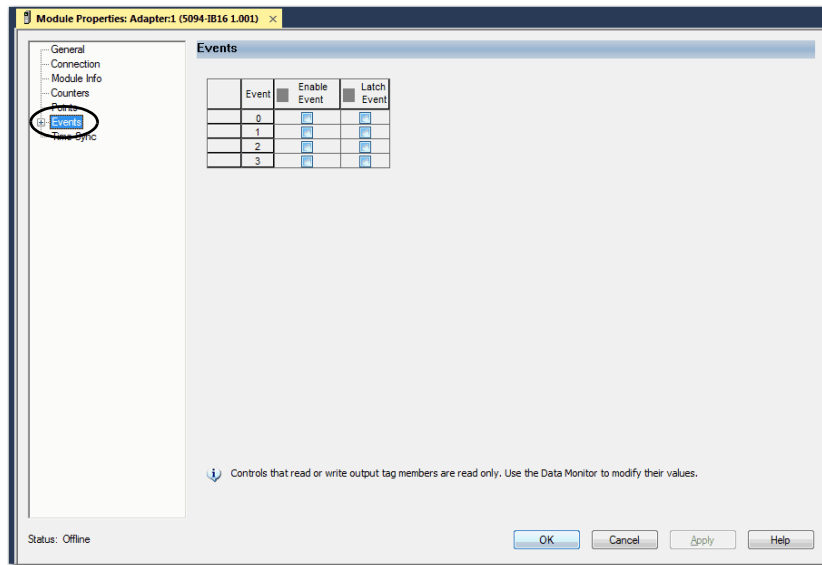 Module Properties: Adapter:1 (5094-IB16 1.001) ×
General
Connection
Module Info
Counters
Points
Events
Time Sync
Events
Event Enable Event Latch Event
0
1
2
3
Controls that read or write output tag members are read only. Use the Data Monitor to modify their values.
Status: Offline
OK Cancel Apply Help